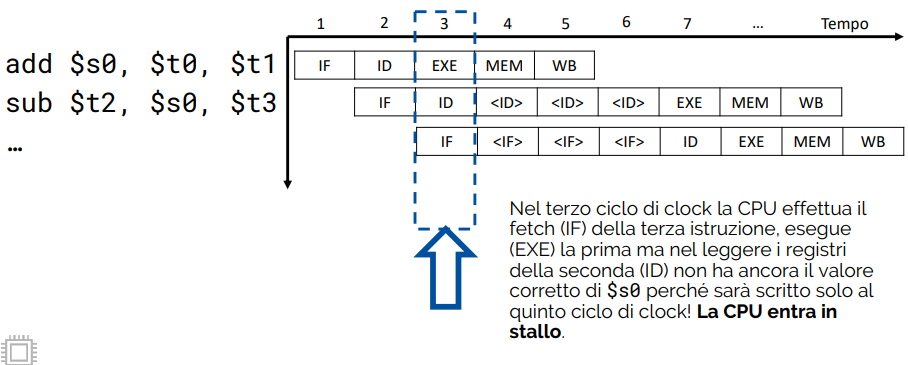 1 2 3 4 5 6 7 ... Tempo
add $s0, $t0, $t1 IF ID EXE MEM WB
sub $t2, $s0, $t3 IF ID <ID> <ID> <ID> EXE MEM WB
… IF <IF> <IF> <IF> ID EXE MEM WB
Nel terzo ciclo di clock la CPU effettua il
fetch (IF) della terza istruzione, esegue
(EXE) la prima ma nel leggere i registri
della seconda (ID) non ha ancora il valore
corretto di $s0 perché sarà scritto solo al
quinto ciclo di clock! La CPU entra in
stallo.